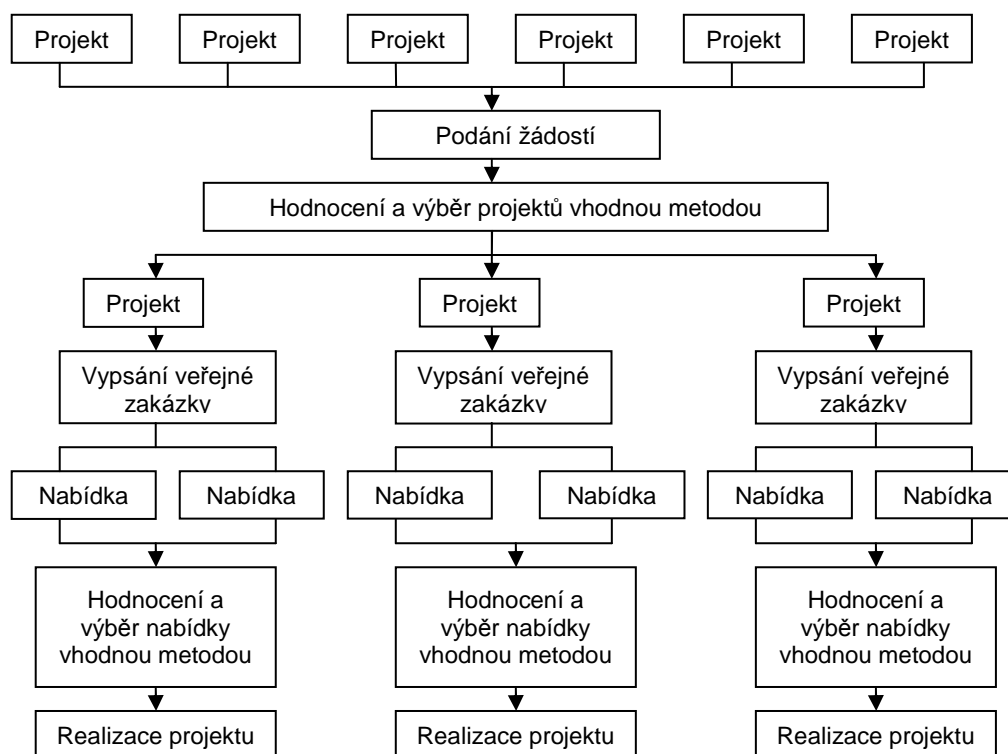 Projekt Projekt Projekt Projekt Projekt Projekt
Podání žádostí
Hodnocení a výběr projektů vhodnou metodou
Projekt Projekt Projekt
Vypsání veřejné
zakázky
Vypsání veřejné
zakázky
Vypsání veřejné
zakázky
Nabídka Nabídka Nabídka Nabídka Nabídka Nabídka
Hodnocení a
výběr nabídky
vhodnou metodou
Hodnocení a
výběr nabídky
vhodnou metodou
Hodnocení a
výběr nabídky
vhodnou metodou
Realizace projektu Realizace projektu Realizace projektu